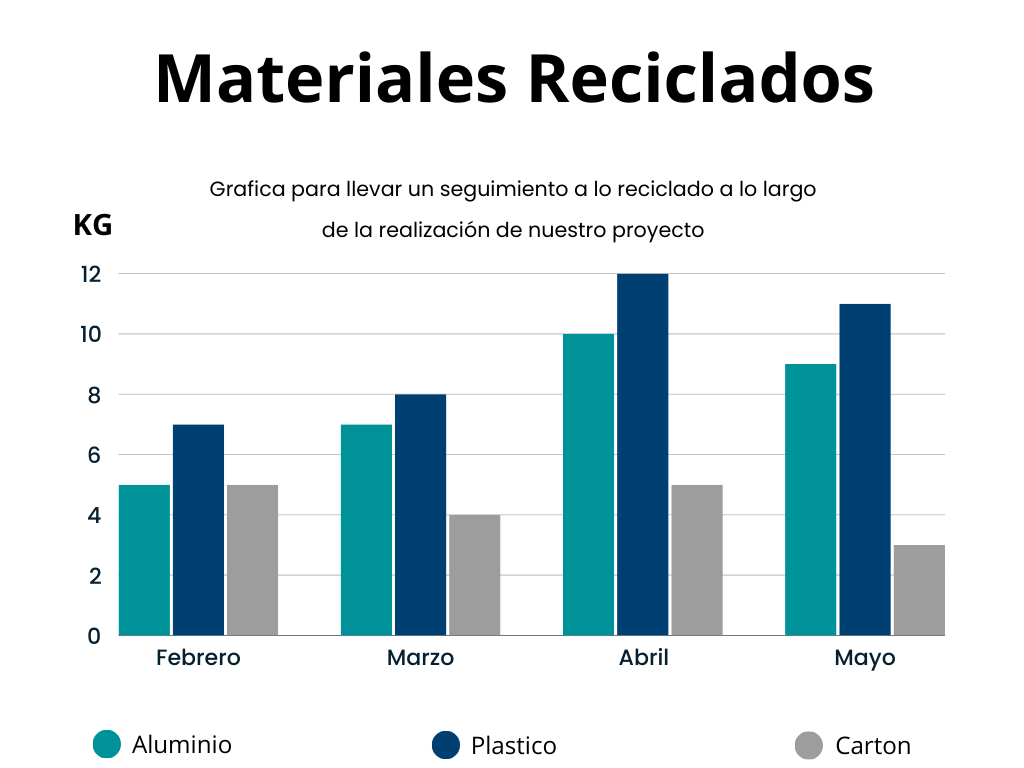 Materiales Reciclados
Grafica para llevar un seguimiento a lo reciclado a lo largo
de la realización de nuestro proyecto
KG
12
10
8
6
4
2
0
Febrero Marzo Abril Mayo
Aluminio Plastico Carton